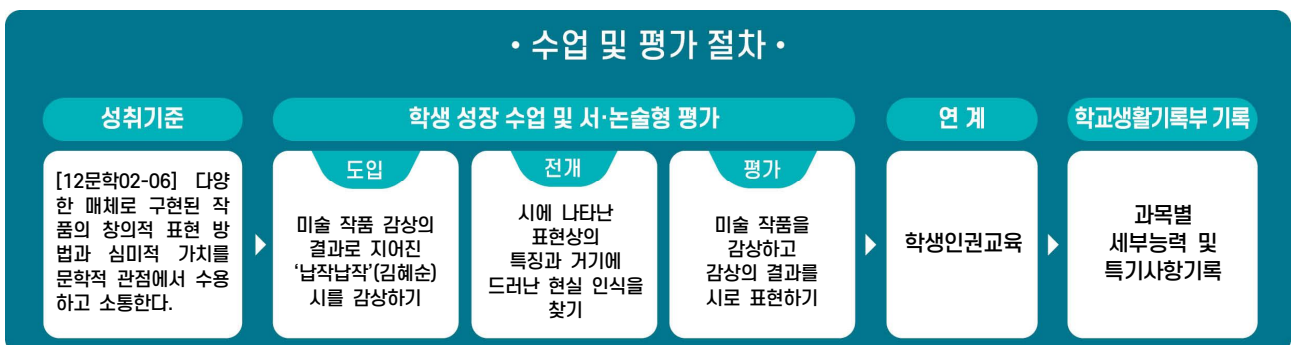 • 수업 및 평가 절차 •
성취기준
학생 성장 수업 및 서·논술형 평가
연 계
학교생활기록부 기록
[12문학02-06] 다양
한 매체로 구현된 작
품의 창의적 표현 방
법과 심미적 가치를
문학적 관점에서 수용
하고 소통한다.
도입
미술 작품 감상의
결과로 지어진
‘납작납작’(김혜순)
시를 감상하기
전개
시에 나타난
표현상의
특징과 거기에
드러난 현실 인식을
찾기
평가
미술 작품을
감상하고
감상의 결과를
시로 표현하기
학생인권교육
과목별
세부능력 및
특기사항기록